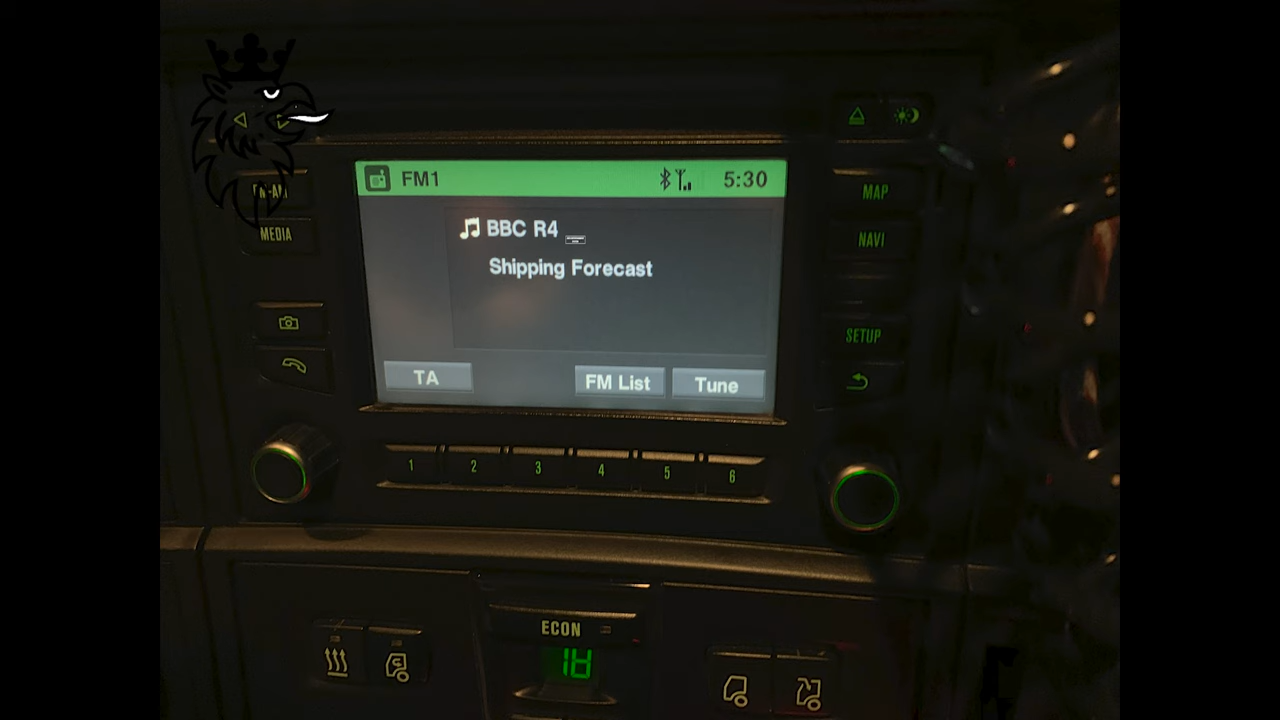 FM1
5:30
FM-AM
MEDIA
BBC R4
Shipping Forecast
TA
FM List
Tune
MAP
NAVI
SETUP
1 2 3 4 5 6
ECON
18